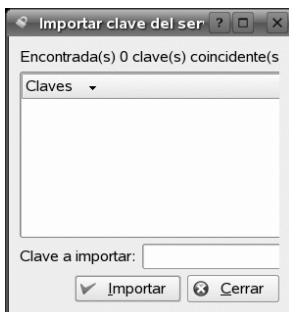 Importar clave del ser
Encontrada(s) 0 clave(s) coincidente(s
Claves
Clave a importar:
Importar
Cerrar